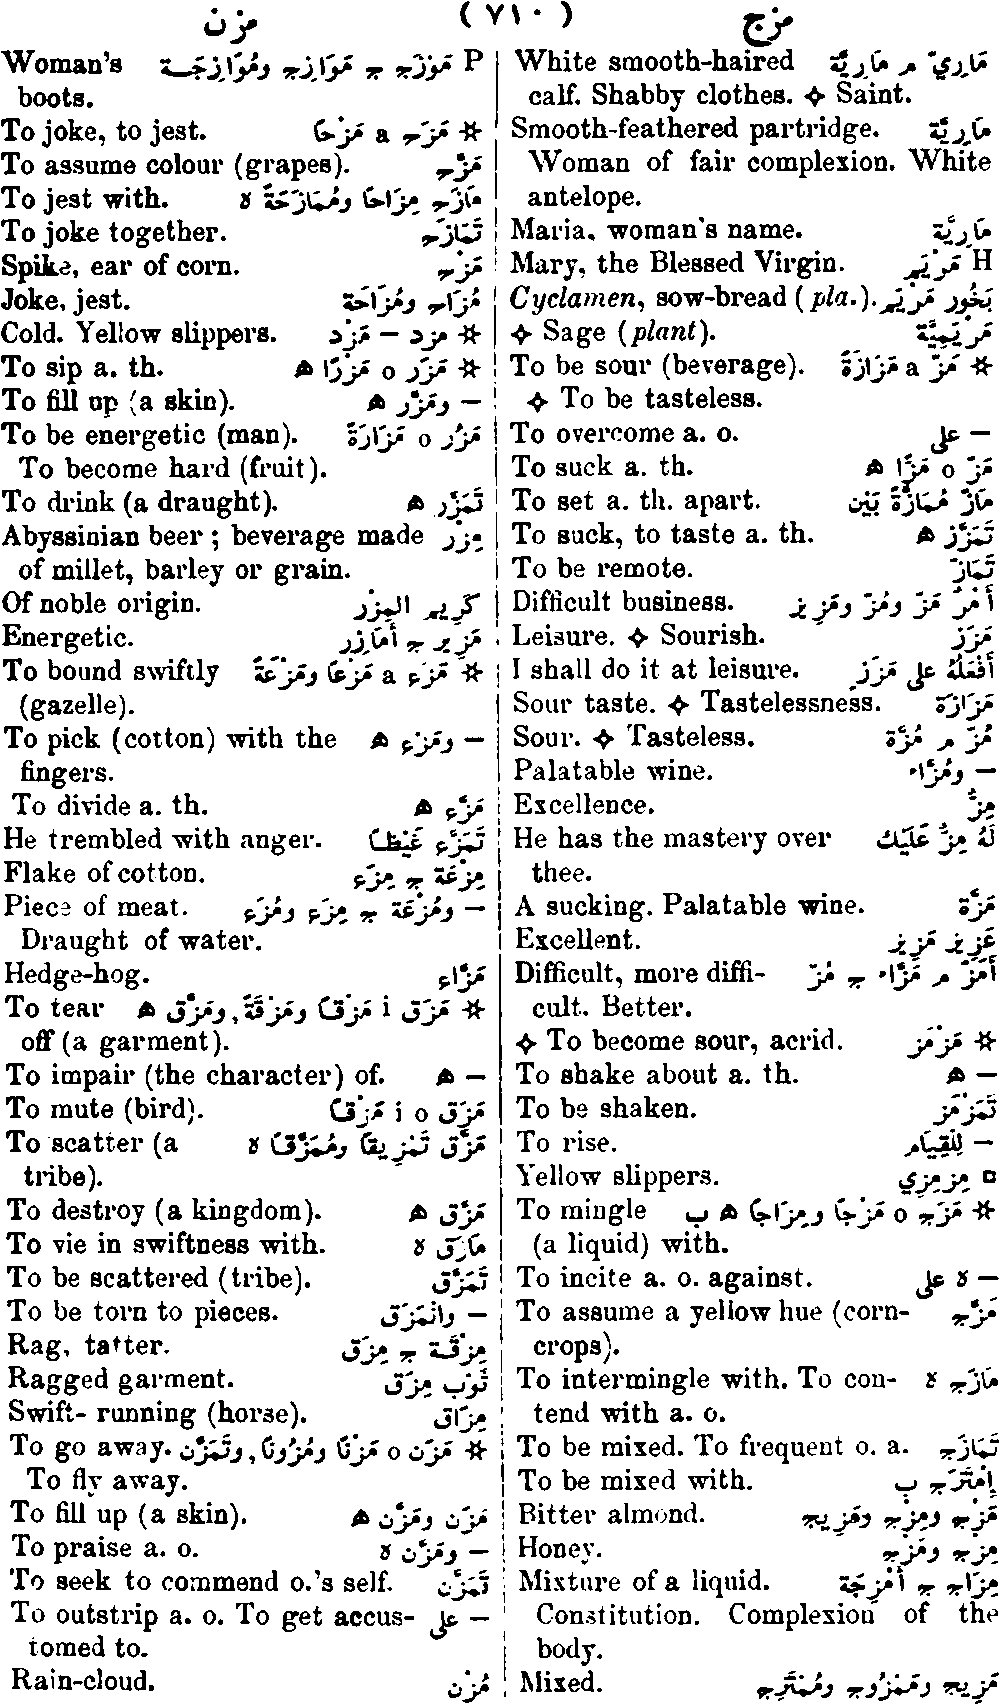 مزج ( ٧١٠ ) مزن
White smooth-haired مَارِيّ م مَارِيَّة
calf. Shabby clothes. ✧ Saint.
Smooth-feathered partridge. مَارِيَّة
Woman of fair complexion. White
antelope.
Maria, woman's name. مَارِيَّة
Mary, the Blessed Virgin. مَرْيَم H
Cyclamen, sow-bread (pla.). بَخُور مَرْيَم
✧ Sage (plant). مَرْيَمِيَّة
To be sour (beverage). ☆ مَزّ a مَزَازَةً
✧ To be tasteless.
To overcome a. o. — على
To suck a. th. مَزّ o مَزًّا ه
To set a. th. apart. مَازّ مُمَازَّةً بَيْن
To suck, to taste a. th. تَمَزَّز ه
To be remote. تَمَازّ
Difficult business. أَمْرٌ مَزّ ومُزّ ومَزِيز
Leisure. ✧ Sourish. مَزَز
I shall do it at leisure. أَفْعَلُهُ على مَزَزٍ
Sour taste. ✧ Tastelessness. مَزَازَة
Sour. ✧ Tasteless. مُزّ م مُزَّة
Palatable wine. — ومُزَّاء
Excellence. مِزٌّ
He has the mastery over لَهُ مِزٌّ عَلَيْك
thee.
A sucking. Palatable wine. مَزَّة
Excellent. عَزِيز مَزِيز
Difficult, more diffi- أَمَزّ م مَزَّاء ج مُزّ
cult. Better.
✧ To become sour, acrid. ☆ مَزْمَز
To shake about a. th. — ه
To be shaken. تَمَزْمَز
To rise. — لِلْقِيَام
Yellow slippers. □ مِزمِزي
To mingle ☆ مَزَج o مَزْجًا ومِزَاجًا ه ب
(a liquid) with.
To incite a. o. against. — ه على
To assume a yellow hue (corn- مَزَّج
crops).
To intermingle with. To con- مَازَج ه
tend with a. o.
To be mixed. To frequent o. a. تَمَازَج
To be mixed with. إِمْتَزَج ب
Bitter almond. مَزْج ومِزْج ومَزِيج
Honey. مِزْج ومَزْج
Mixture of a liquid. مِزَاج ج أَمْزِجَة
Constitution. Complexion of the
body.
Mixed. مَزِيج ومَمْزُوج ومُمْتَزِج
Woman's P مَوْزَج ج مَوَازِج ومَوَازِجَة
boots.
To joke, to jest. ☆ مَزَح a مَزْحًا
To assume colour (grapes). مَزَّح
To jest with. مَازَح مِزَاحًا ومُمَازَحَةً ه
To joke together. تَمَازَح
Spike, ear of corn. مَزْح
Joke, jest. مُزَاح ومُزَاحَة
Cold. Yellow slippers. ☆ مزد — مَزْد
To sip a. th. ☆ مَزَر o مَزْرًا ه
To fill up (a skin). — ومَزَّر ه
To be energetic (man). مَزُر o مَزَارَةً
To become hard (fruit).
To drink (a draught). تَمَزَّر ه
Abyssinian beer ; beverage made مِزْر
of millet, barley or grain.
Of noble origin. كَرِيم المِزْر
Energetic. مَزِير ج أَمَازِر
To bound swiftly ☆ مَزَع a مَزْعًا ومَزْعَةً
(gazelle).
To pick (cotton) with the — ومَزَّع ه
fingers.
To divide a. th. مَزَّع ه
He trembled with anger. تَمَزَّع غَيْظًا
Flake of cotton. مِزْعَة ج مِزَع
Piece of meat. — ومُزْعَة ج مِزَع ومُزَع
Draught of water.
Hedge-hog. مَزَّاع
To tear ☆ مَزَق i مَزْقًا ومَزْقَةً, ومَزَّق ه
off (a garment).
To impair (the character) of. — ه
To mute (bird). مَزَق i o مَزْقًا
To scatter (a مَزَّق تَمْزِيقًا ومُمَزَّقًا ه
tribe).
To destroy (a kingdom). مَزَّق ه
To vie in swiftness with. مَازَق ه
To be scattered (tribe). تَمَزَّق
To be torn to pieces. — وانْمَزَق
Rag, tatter. مِزْقَة ج مِزَق
Ragged garment. ثَوْب مِزَق
Swift- running (horse). مِزَاق
To go away. ☆ مَزَن o مَزْنًا ومُزُونًا, وتَمَزَّن
To fly away.
To fill up (a skin). مَزَن ومَزَّن ه
To praise a. o. — ومَزَّن ه
To seek to commend o.'s self. تَمَزَّن
To outstrip a. o. To get accus- — على
tomed to.
Rain-cloud. مُزْن